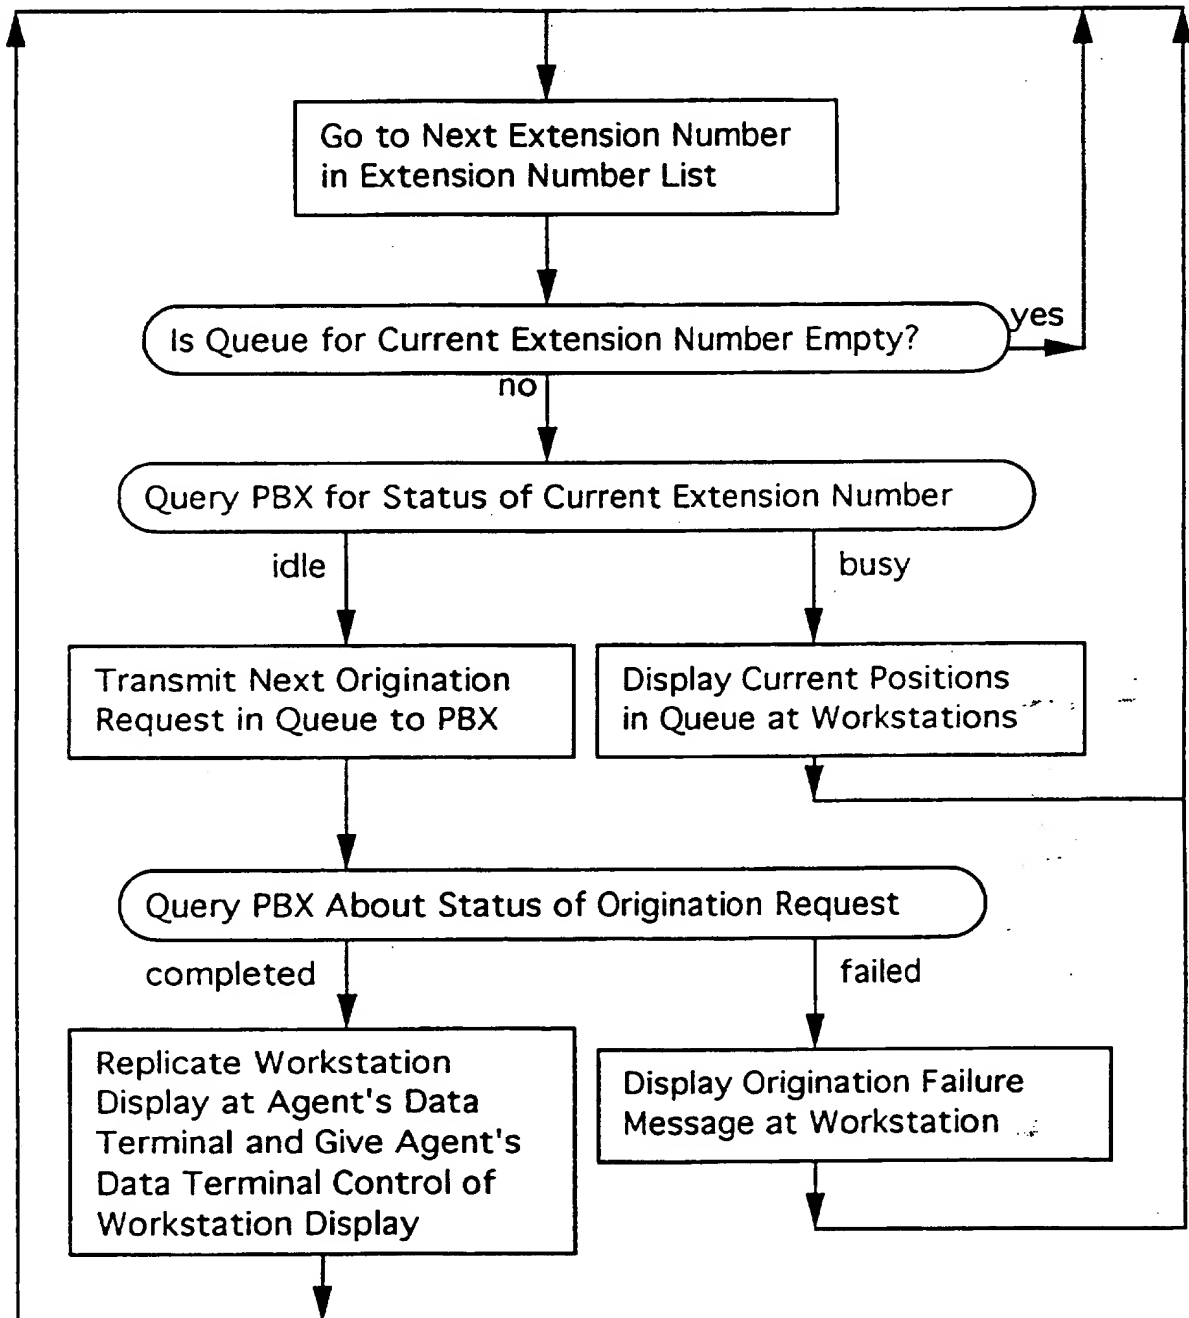 Go to Next Extension Number
in Extension Number List
Is Queue for Current Extension Number Empty?
yes
no
Query PBX for Status of Current Extension Number
idle
busy
Transmit Next Origination
Request in Queue to PBX
Display Current Positions
in Queue at Workstations
Query PBX About Status of Origination Request
completed
failed
Replicate Workstation
Display at Agent's Data
Terminal and Give Agent's
Data Terminal Control of
Workstation Display
Display Origination Failure
Message at Workstation